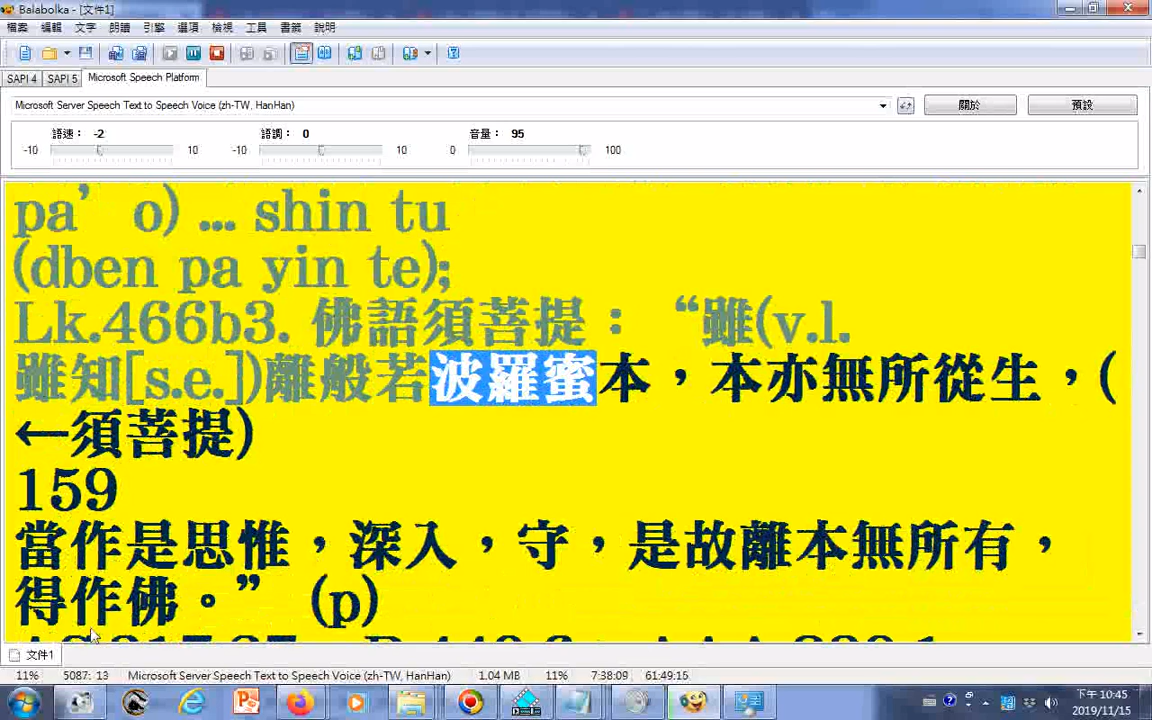 Balabolka - [文件1]
檔案 編輯 文字 朗讀 引擎 選項 檢視 工具 書籤 說明
SAPI 4 SAPI 5 Microsoft Speech Platform
Microsoft Server Speech Text to Speech Voice (zh-TW, HanHan) 關於 預設
語速： -2 語調： 0 音量： 95
-10 10 -10 10 0 100
pa’o) ... shin tu
(dben pa yin te);
Lk.466b3. 佛語須菩提：“雖(v.l.
雖知[s.e.])離般若波羅蜜本，本亦無所從生，(
←須菩提)
159
當作是思惟，深入，守，是故離本無所有，
得作佛。” (p)
文件1
11% 5087: 13 Microsoft Server Speech Text to Speech Voice (zh-TW, HanHan) 1.04 MB 11% 7:38:09 61:49:15
下午 10:45
2019/11/15